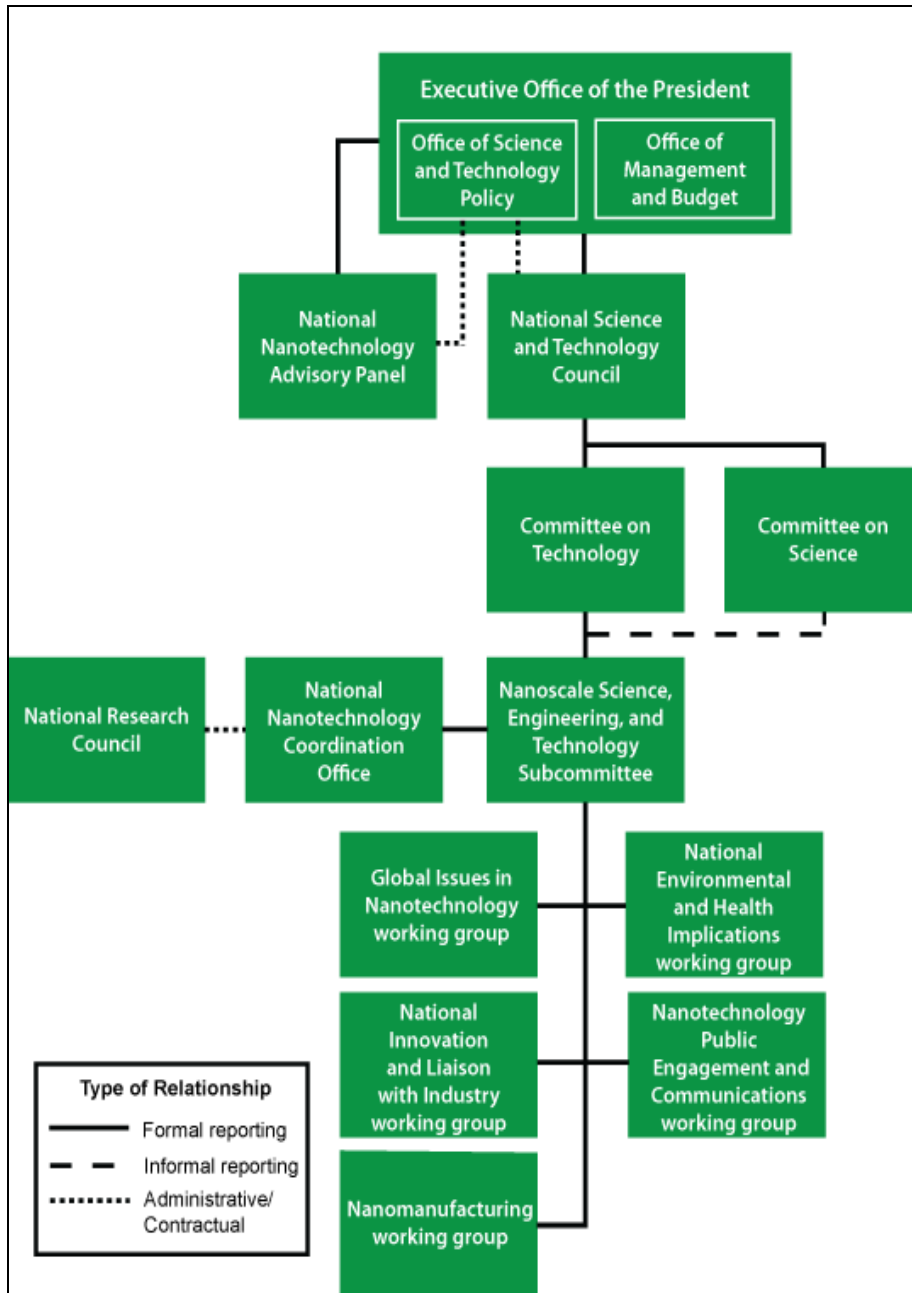 Executive Office of the President
Office of Science
and Technology
Policy
Office of
Management
and Budget
National
Nanotechnology
Advisory Panel
National Science
and Technology
Council
Committee on
Technology
Committee on
Science
National Research
Council
National
Nanotechnology
Coordination
Office
Nanoscale Science,
Engineering, and
Technology
Subcommittee
Global Issues in
Nanotechnology
working group
National
Environmental
and Health
Implications
working group
National
Innovation
and Liaison
with Industry
working group
Nanotechnology
Public
Engagement and
Communications
working group
Nanomanufacturing
working group
Type of Relationship
Formal reporting
Informal reporting
Administrative/
Contractual